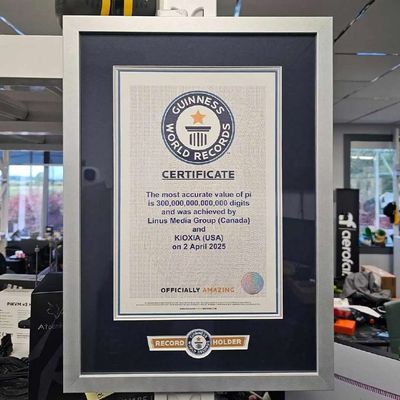 GUINNESS
WORLD RECORDS
CERTIFICATE
The most accurate value of pi
is 300,000,000,000,000 digits
and was achieved by
Linus Media Group (Canada)
and
KIOXIA (USA)
on 2 April 2025
OFFICIALLY AMAZING
RECORD HOLDER
aerofara